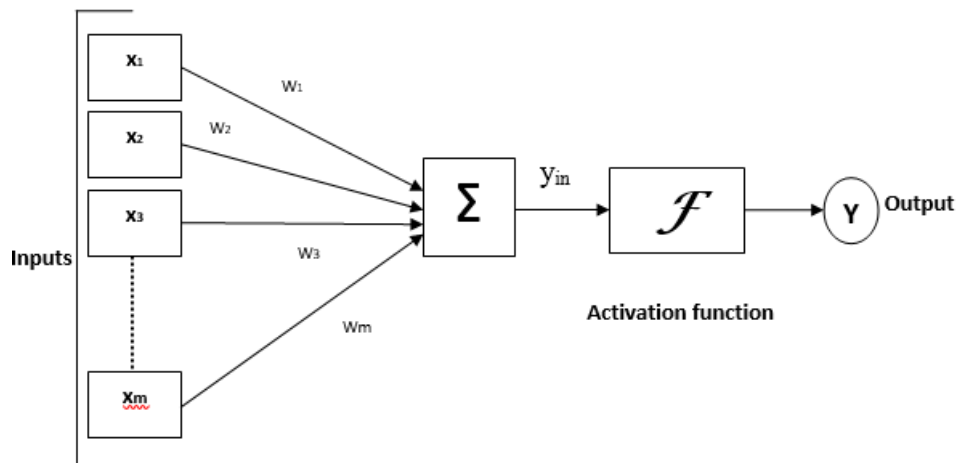 x₁
W₁
x₂
W₂
x₃
W₃
Inputs
Wm
xm
Σ
yin
ℱ
Y
Output
Activation function